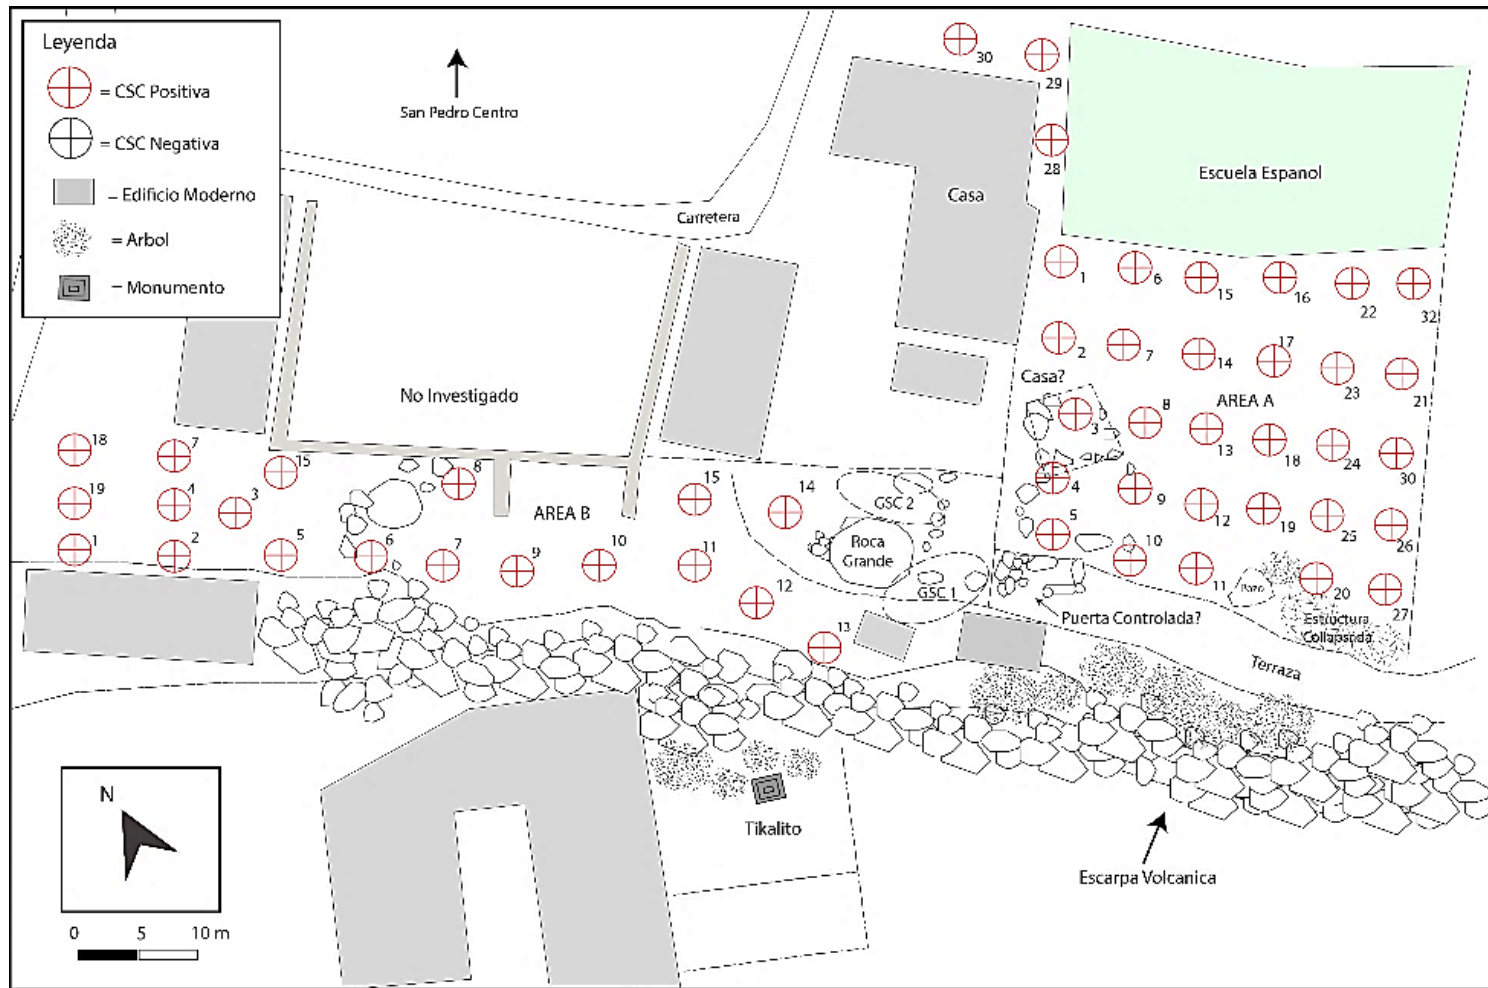 Leyenda
= CSC Positiva
= CSC Negativa
– Edificio Moderno
= Arbol
– Monumento
San Pedro Centro
30
29
28
Escuela Espanol
Casa
Carretera
1
6
15
16
22
32
2
7
14
17
23
21
No Investigado
Casa?
AREA A
3
8
13
18
24
30
18
7
15
8
15
14
GSC 2
4
9
12
19
25
26
19
4
3
AREA B
Roca
Grande
5
10
11
Pozo
20
27
1
2
5
6
7
9
10
11
12
13
GSC 1
Puerta Controlada?
Estructura
Collapsada
Terraza
N
Tikalito
Escarpa Volcanica
0 5 10 m